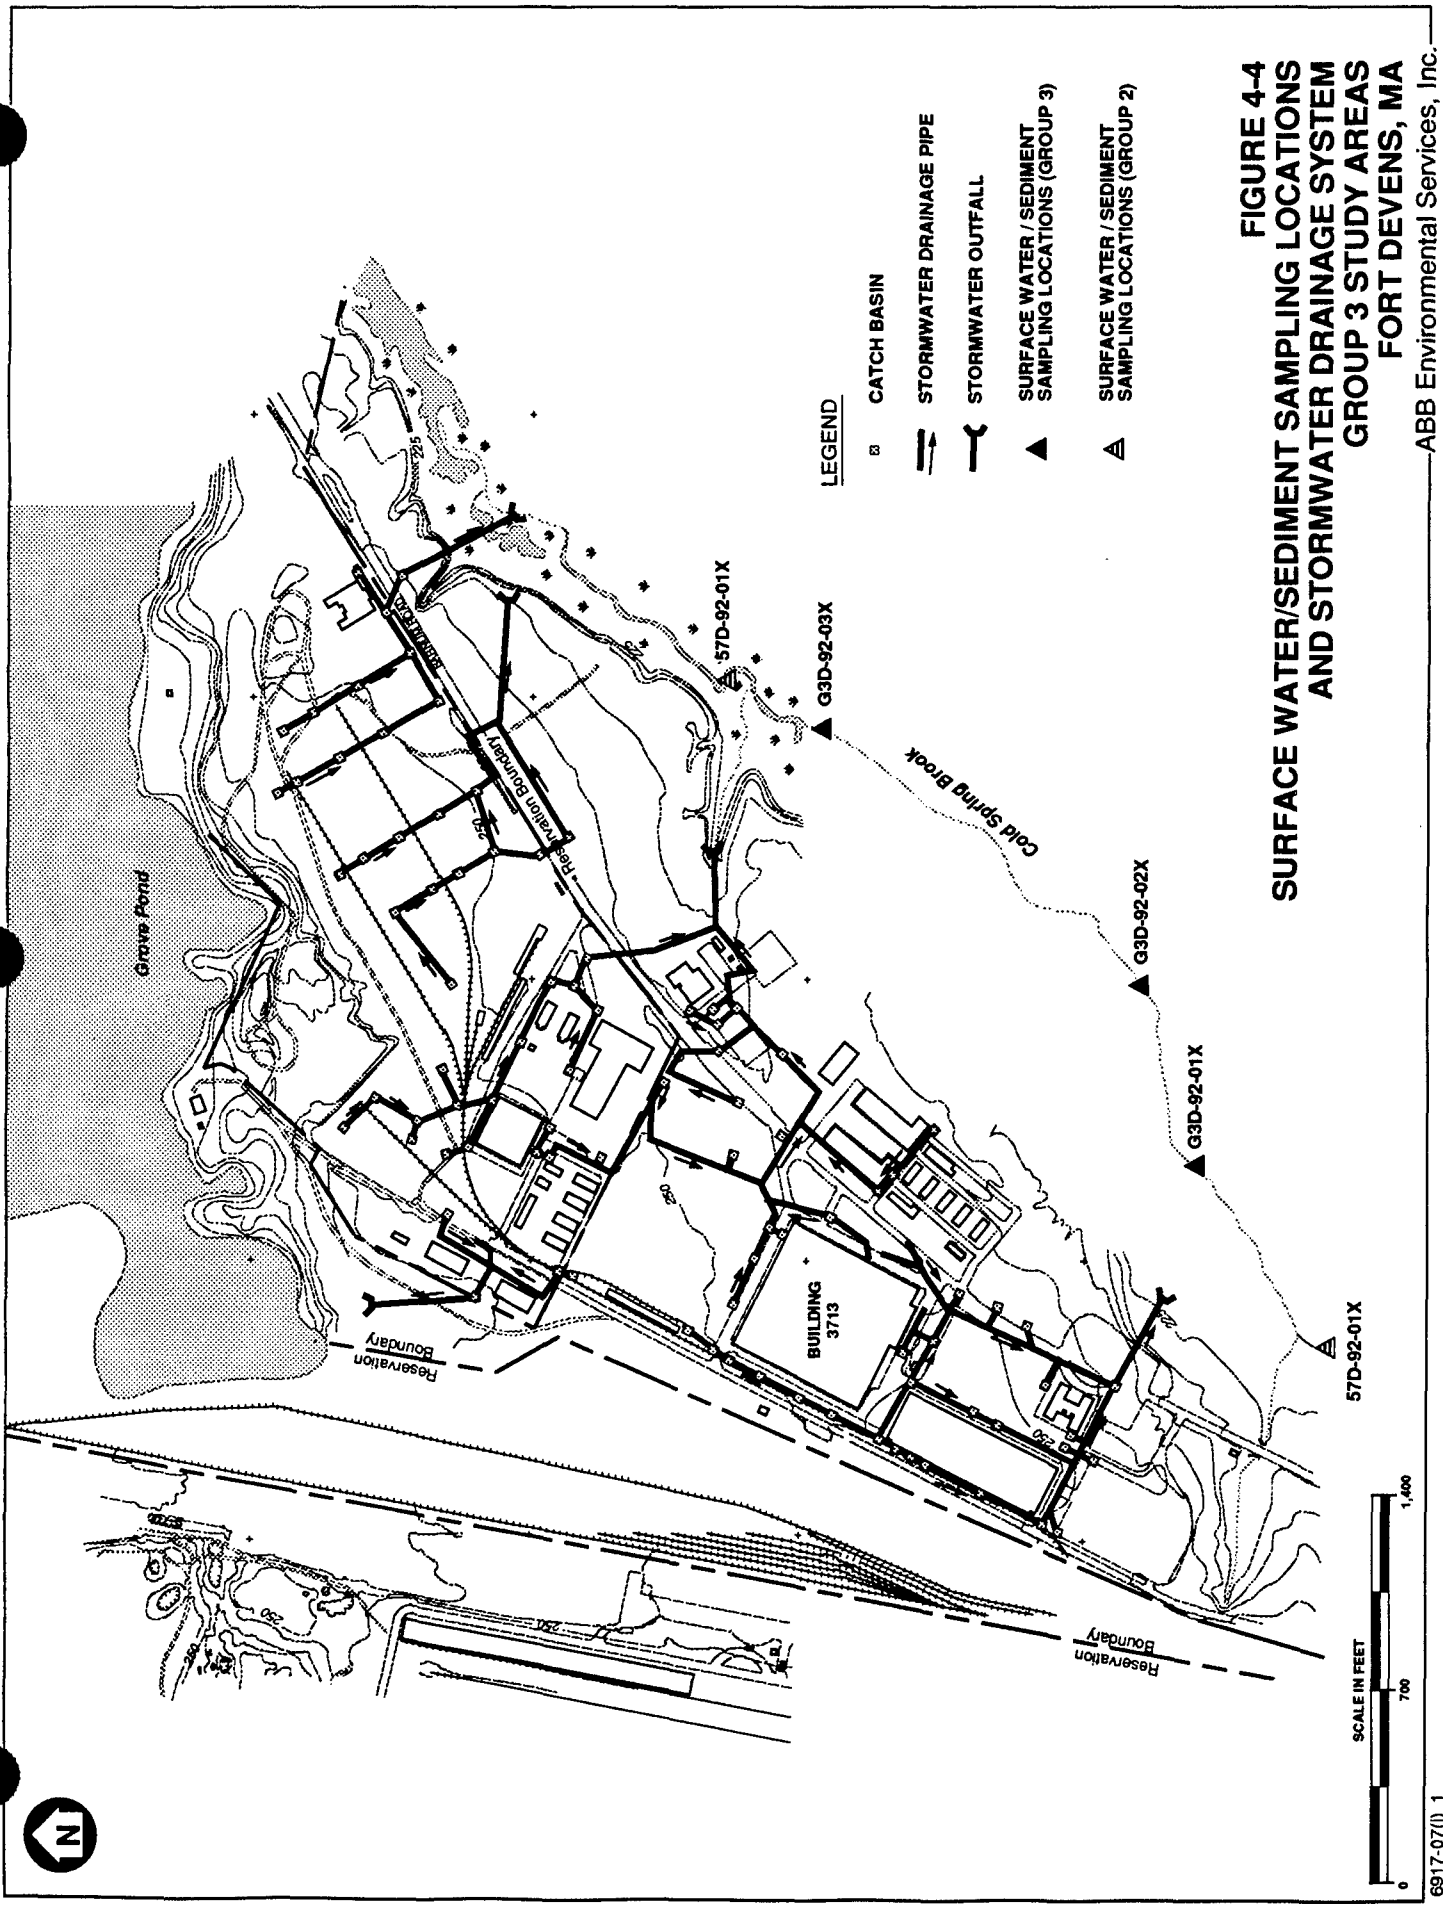 N
Grove Pond
Reservation
Boundary
Reservation
Boundary
Reservation Boundary
BUILDING
3713
Cold Spring Brook
57D-92-01X
G3D-92-03X
G3D-92-02X
G3D-92-01X
57D-92-01X
250
250
250
250
250
250
225
225
LEGEND
CATCH BASIN
STORMWATER DRAINAGE PIPE
STORMWATER OUTFALL
SURFACE WATER / SEDIMENT
SAMPLING LOCATIONS (GROUP 3)
SURFACE WATER / SEDIMENT
SAMPLING LOCATIONS (GROUP 2)
SCALE IN FEET
0 700 1,400
FIGURE 4-4
SURFACE WATER/SEDIMENT SAMPLING LOCATIONS
AND STORMWATER DRAINAGE SYSTEM
GROUP 3 STUDY AREAS
FORT DEVENS, MA
ABB Environmental Services, Inc.
6917-07(I) 1